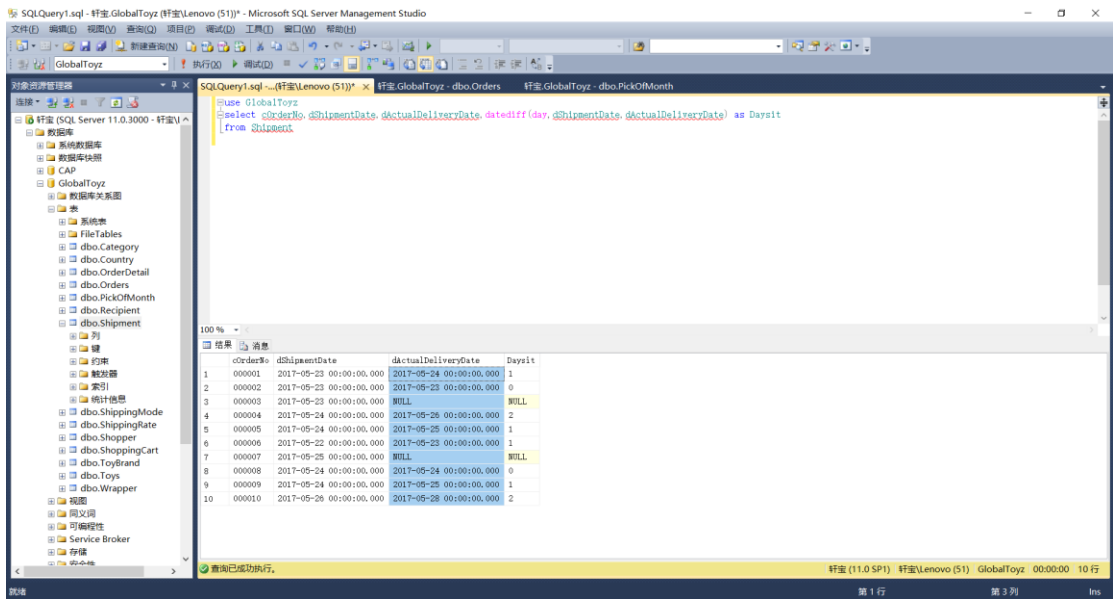 SQLQuery1.sql - 轩宝.GlobalToyz (轩宝\Lenovo (51))* - Microsoft SQL Server Management Studio
文件(F) 编辑(E) 视图(V) 查询(Q) 项目(P) 调试(D) 工具(T) 窗口(W) 帮助(H)
新建查询(N)
GlobalToyz 执行(X) 调试(D)
对象资源管理器
连接
轩宝 (SQL Server 11.0.3000 - 轩宝\
数据库
系统数据库
数据库快照
CAP
GlobalToyz
数据库关系图
表
系统表
FileTables
dbo.Category
dbo.Country
dbo.OrderDetail
dbo.Orders
dbo.PickOfMonth
dbo.Recipient
dbo.Shipment
列
键
约束
触发器
索引
统计信息
dbo.ShippingMode
dbo.ShippingRate
dbo.Shopper
dbo.ShoppingCart
dbo.ToyBrand
dbo.Toys
dbo.Wrapper
视图
同义词
可编程性
Service Broker
存储
安全性
SQLQuery1.sql -...(轩宝\Lenovo (51))* 轩宝.GlobalToyz - dbo.Orders 轩宝.GlobalToyz - dbo.PickOfMonth
use GlobalToyz
select cOrderNo,dShipmentDate,dActualDeliveryDate,datediff(day,dShipmentDate,dActualDeliveryDate) as Daysit
from Shipment
100 %
结果 消息
cOrderNo dShipmentDate dActualDeliveryDate Daysit
1 000001 2017-05-23 00:00:00.000 2017-05-24 00:00:00.000 1
2 000002 2017-05-23 00:00:00.000 2017-05-23 00:00:00.000 0
3 000003 2017-05-23 00:00:00.000 NULL NULL
4 000004 2017-05-24 00:00:00.000 2017-05-26 00:00:00.000 2
5 000005 2017-05-24 00:00:00.000 2017-05-25 00:00:00.000 1
6 000006 2017-05-22 00:00:00.000 2017-05-23 00:00:00.000 1
7 000007 2017-05-25 00:00:00.000 NULL NULL
8 000008 2017-05-24 00:00:00.000 2017-05-24 00:00:00.000 0
9 000009 2017-05-24 00:00:00.000 2017-05-25 00:00:00.000 1
10 000010 2017-05-26 00:00:00.000 2017-05-28 00:00:00.000 2
查询已成功执行。 轩宝 (11.0 SP1) 轩宝\Lenovo (51) GlobalToyz 00:00:00 10 行
就绪 第 1 行 第 3 列 Ins